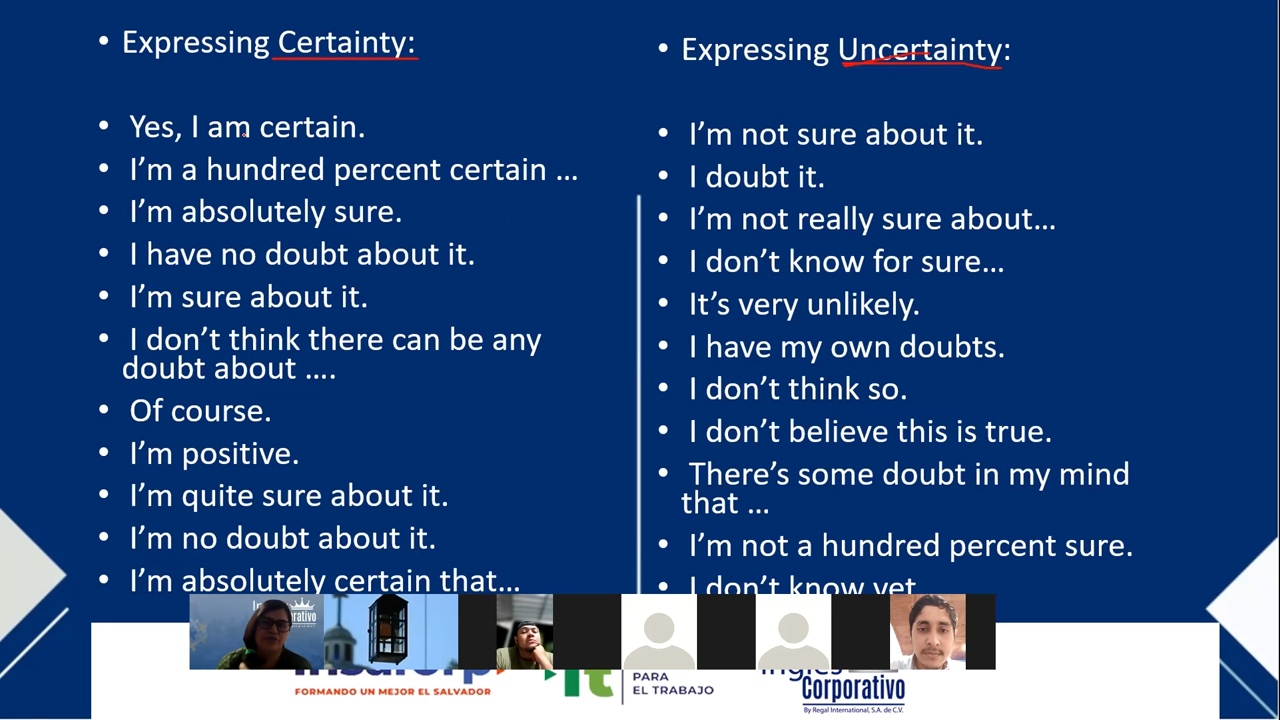 • Expressing Certainty:
• Yes, I am certain.
• I'm a hundred percent certain ...
• I'm absolutely sure.
• I have no doubt about it.
• I'm sure about it.
• I don't think there can be any
doubt about ....
• Of course.
• I'm positive.
• I'm quite sure about it.
• I'm no doubt about it.
• I'm absolutely certain that...
• Expressing Uncertainty:
• I'm not sure about it.
• I doubt it.
• I'm not really sure about...
• I don't know for sure...
• It's very unlikely.
• I have my own doubts.
• I don't think so.
• I don't believe this is true.
• There's some doubt in my mind
that ...
• I'm not a hundred percent sure.
• I don't know yet
FORMANDO UN MEJOR EL SALVADOR
PARA
EL TRABAJO
Corporativo
By Regal International, S.A. de C.V.